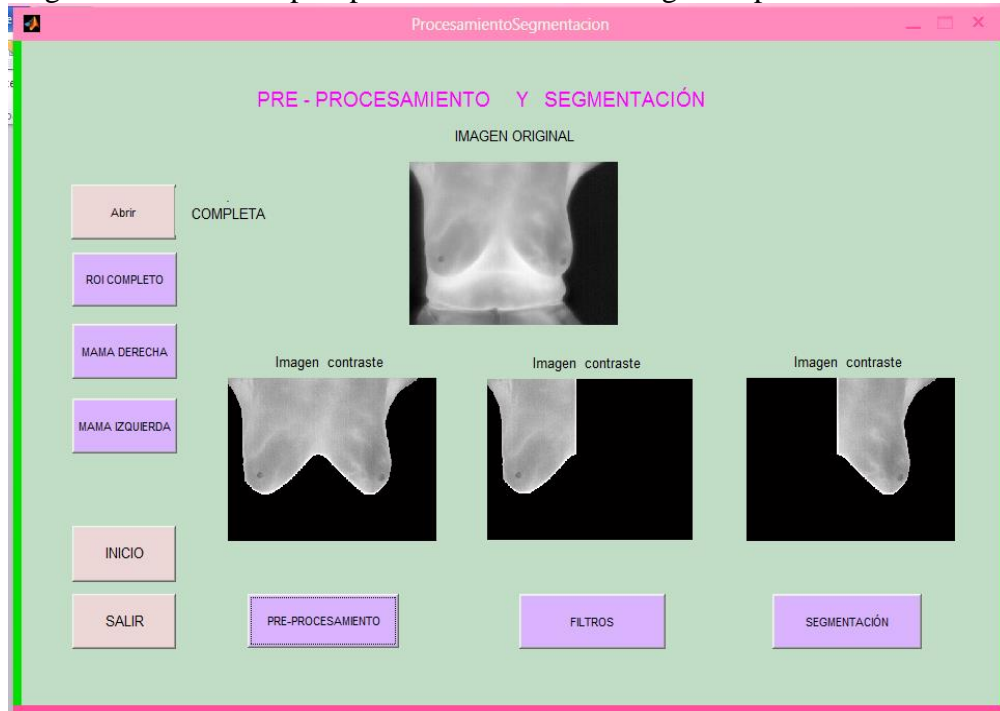 ProcesamientoSegmentacion
PRE - PROCESAMIENTO Y SEGMENTACIÓN
IMAGEN ORIGINAL
Abrir
COMPLETA
ROI COMPLETO
MAMA DERECHA
MAMA IZQUIERDA
Imagen contraste
Imagen contraste
Imagen contraste
INICIO
SALIR
PRE-PROCESAMIENTO
FILTROS
SEGMENTACIÓN